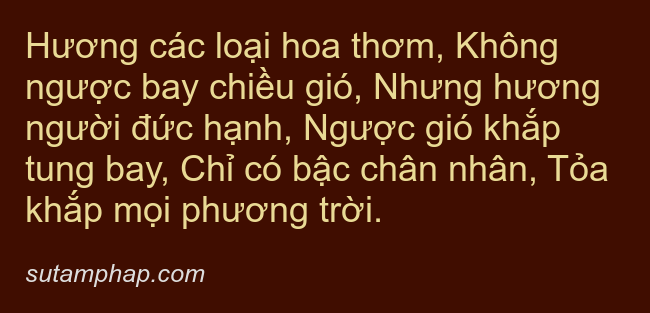 Hương các loại hoa thơm, Không
ngược bay chiều gió, Nhưng hương
người đức hạnh, Ngược gió khắp
tung bay, Chỉ có bậc chân nhân, Tỏa
khắp mọi phương trời.
sutamphap.com